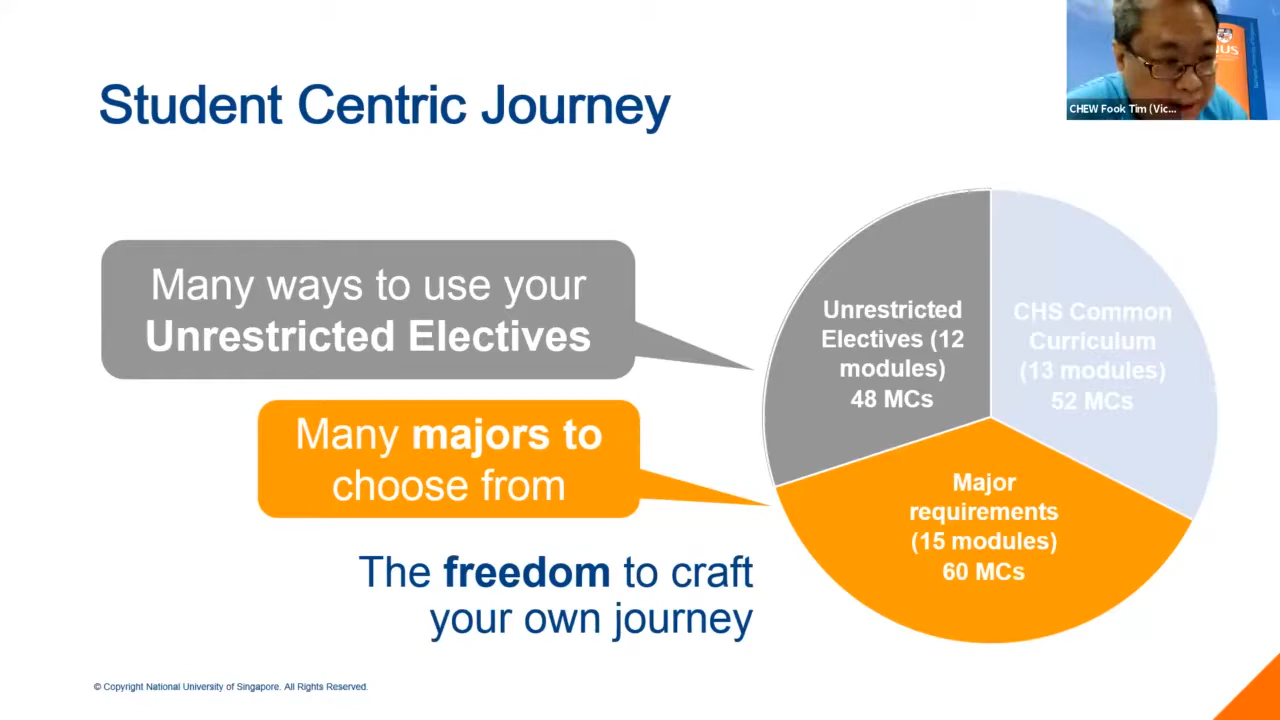 Student Centric Journey
NUS
CHEW Fook Tim (Vic...
Many ways to use your
Unrestricted Electives
Unrestricted
Electives (12
modules)
48 MCs
CHS Common
Curriculum
(13 modules)
52 MCs
Many majors to
choose from
Major
requirements
(15 modules)
60 MCs
The freedom to craft
your own journey
© Copyright National University of Singapore. All Rights Reserved.